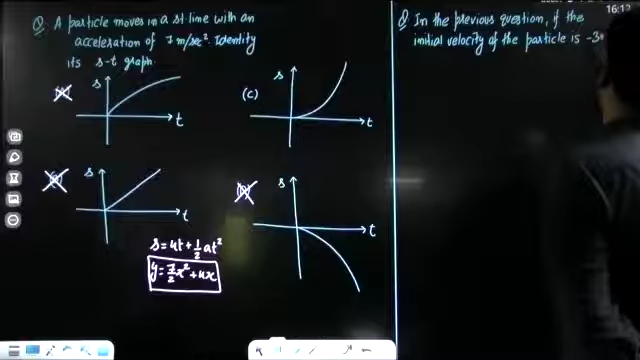 Q. A particle moves in a st. line with an
acceleration of 7 m/sec². Identity
its s-t graph.
s
t
(C)
s
t
s
t
s
t
s = ut + 1/2 at²
y = 7/2 x² + ux
Q. In the previous question, if the
initial velocity of the particle is -3
16:12